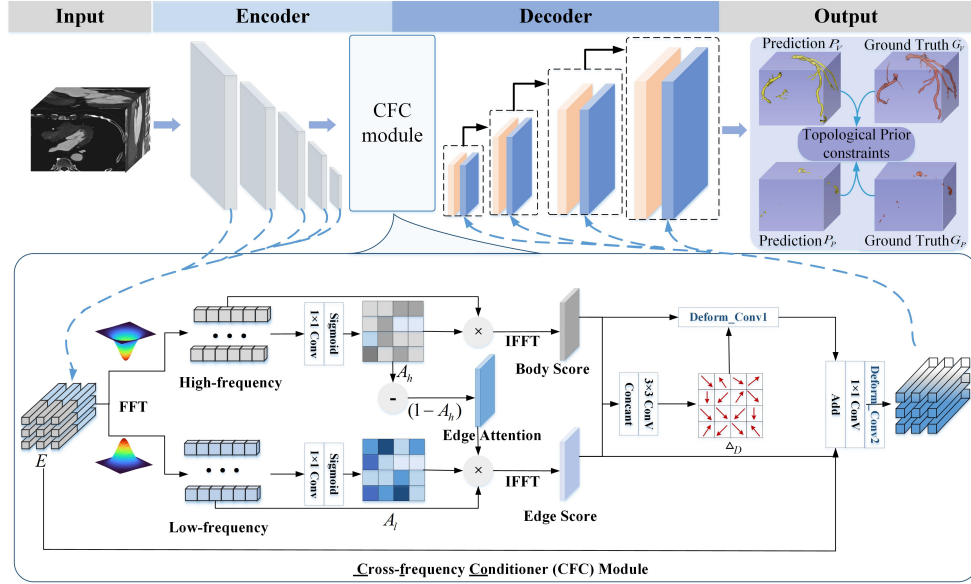 Input Encoder Decoder Output
CFC
module
Prediction P_V Ground Truth G_V
Topological Prior
constraints
Prediction P_P Ground Truth G_P
E
FFT
High-frequency
1×1 Conv
Sigmoid
A_h
×
IFFT
Body Score
-
(1−A_h)
Edge Attention
Low-frequency
1×1 Conv
Sigmoid
A_l
×
IFFT
Edge Score
Concant
3×3 ConV
Deform_Conv1
△_D
Add
1×1 ConV
Deform_Conv2
Cross-frequency Conditioner (CFC) Module